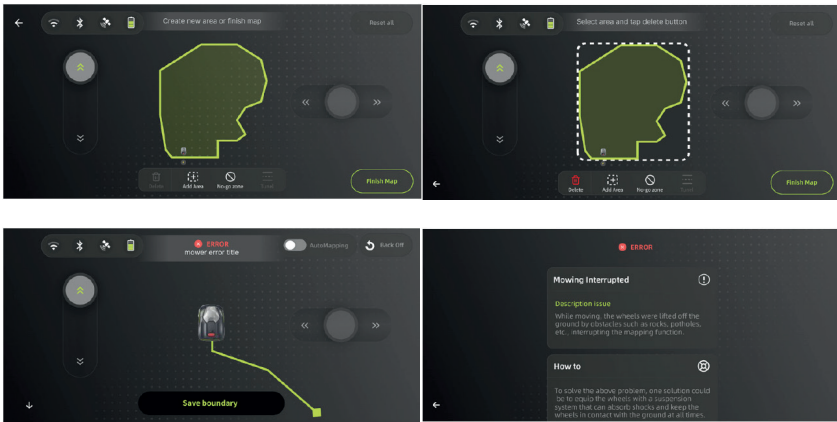 Create new area or finish map
Reset all
Delete
Add Area
No-go zone
Finish Map
Select area and tap delete button
Reset all
Delete
Add Area
No-go zone
Finish Map
ERROR
mower error title
AutoMapping
Back Off
Save boundary
ERROR
Mowing Interrupted
Description issue
While moving, the wheels were lifted off the
ground by obstacles such as rocks, potholes,
etc., interrupting the mapping function.
How to
To solve the above problem, one solution could
be to equip the wheels with a suspension
system that can absorb shocks and keep the
wheels in contact with the ground at all times.